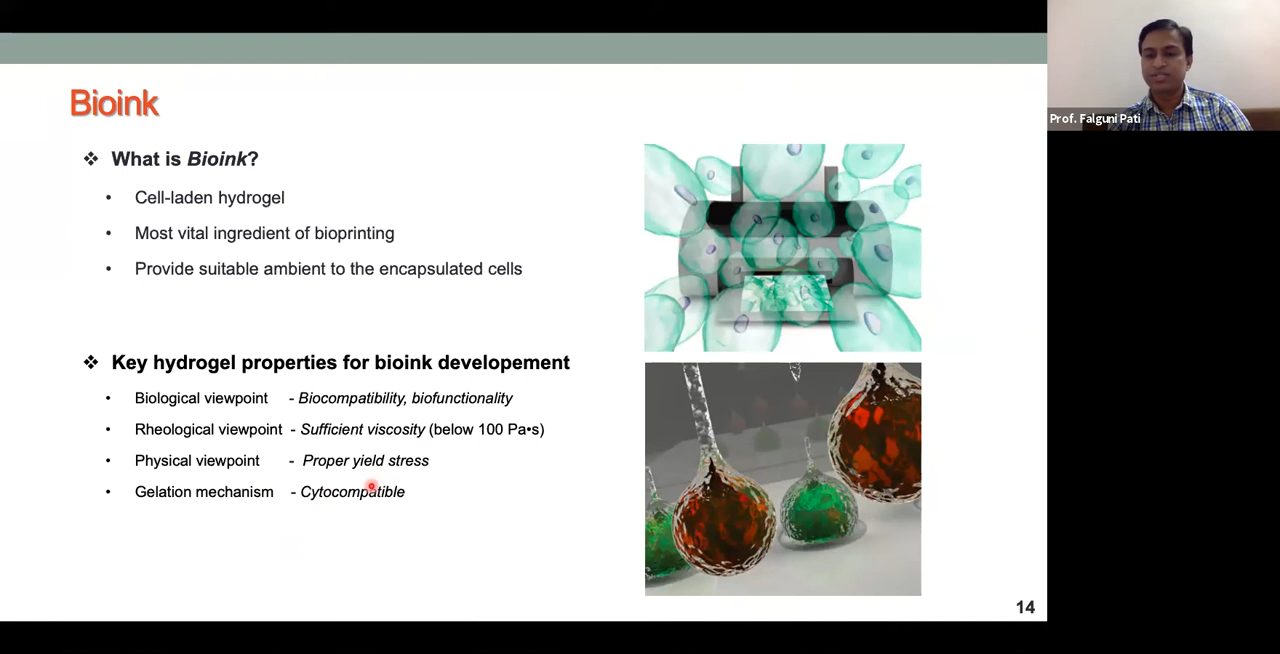 Bioink
❖ What is Bioink?
• Cell-laden hydrogel
• Most vital ingredient of bioprinting
• Provide suitable ambient to the encapsulated cells
❖ Key hydrogel properties for bioink developement
• Biological viewpoint - Biocompatibility, biofunctionality
• Rheological viewpoint - Sufficient viscosity (below 100 Pa•s)
• Physical viewpoint - Proper yield stress
• Gelation mechanism - Cytocompatible
14
Prof. Falguni Pati